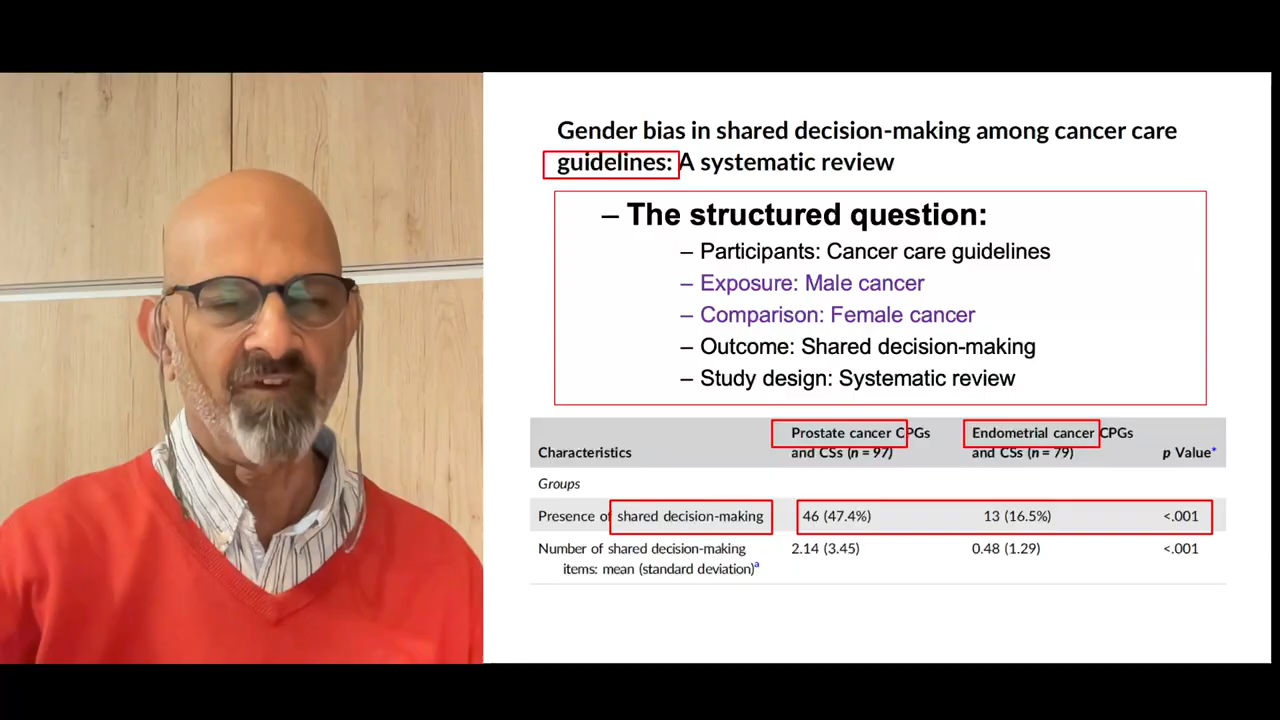 Gender bias in shared decision-making among cancer care
guidelines: A systematic review
– The structured question:
– Participants: Cancer care guidelines
– Exposure: Male cancer
– Comparison: Female cancer
– Outcome: Shared decision-making
– Study design: Systematic review
Characteristics Prostate cancer CPGs and CSs (n = 97) Endometrial cancer CPGs and CSs (n = 79) p Value*
Groups
Presence of shared decision-making 46 (47.4%) 13 (16.5%) <.001
Number of shared decision-making 2.14 (3.45) 0.48 (1.29) <.001
items: mean (standard deviation)a